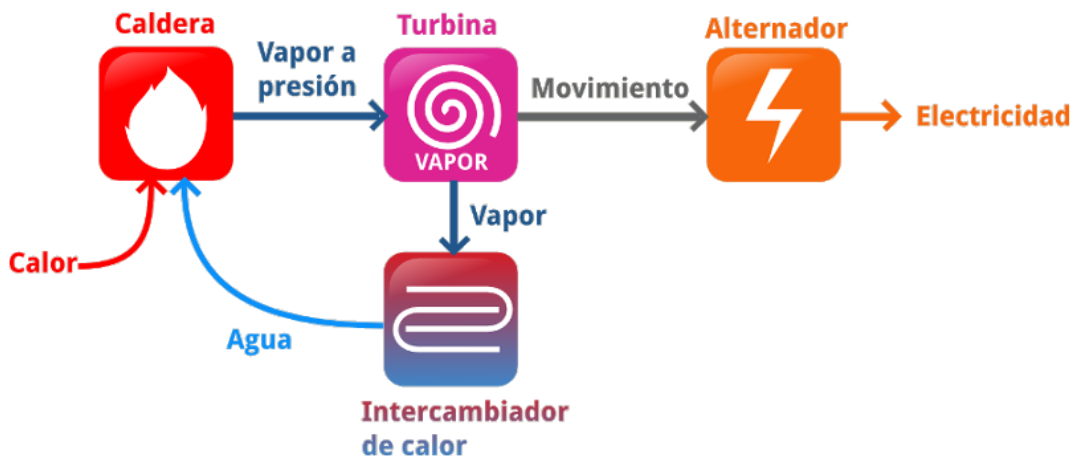 Caldera
Turbina
Alternador
Vapor a
presión
Movimiento
Electricidad
VAPOR
Vapor
Calor
Agua
Intercambiador
de calor